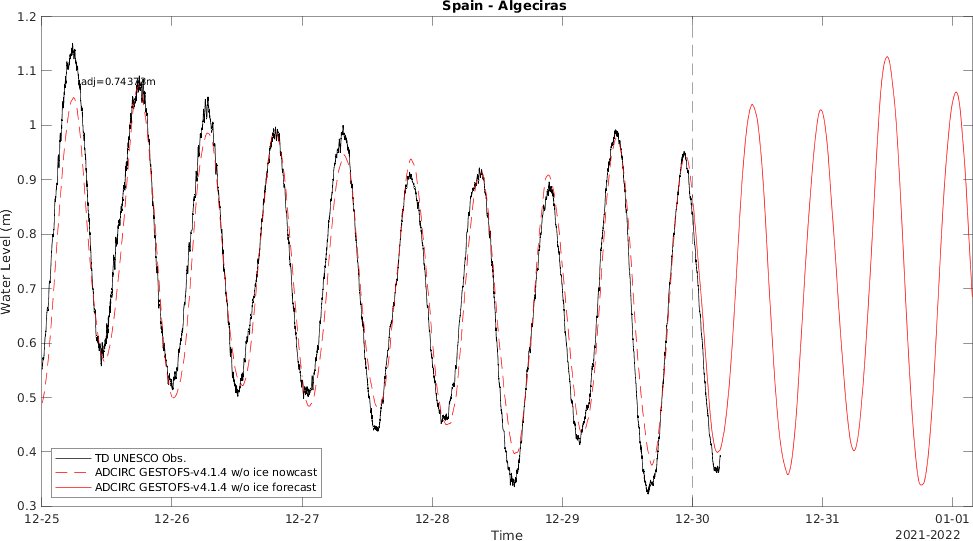 Spain - Algeciras
1.2
1.1
1
0.9
0.8
0.7
0.6
0.5
0.4
0.3
Water Level (m)
TD UNESCO Obs.
ADCIRC GESTOFS-v4.1.4 w/o ice nowcast
ADCIRC GESTOFS-v4.1.4 w/o ice forecast
12-25 12-26 12-27 12-28 12-29 12-30 12-31 01-01
Time
2021-2022